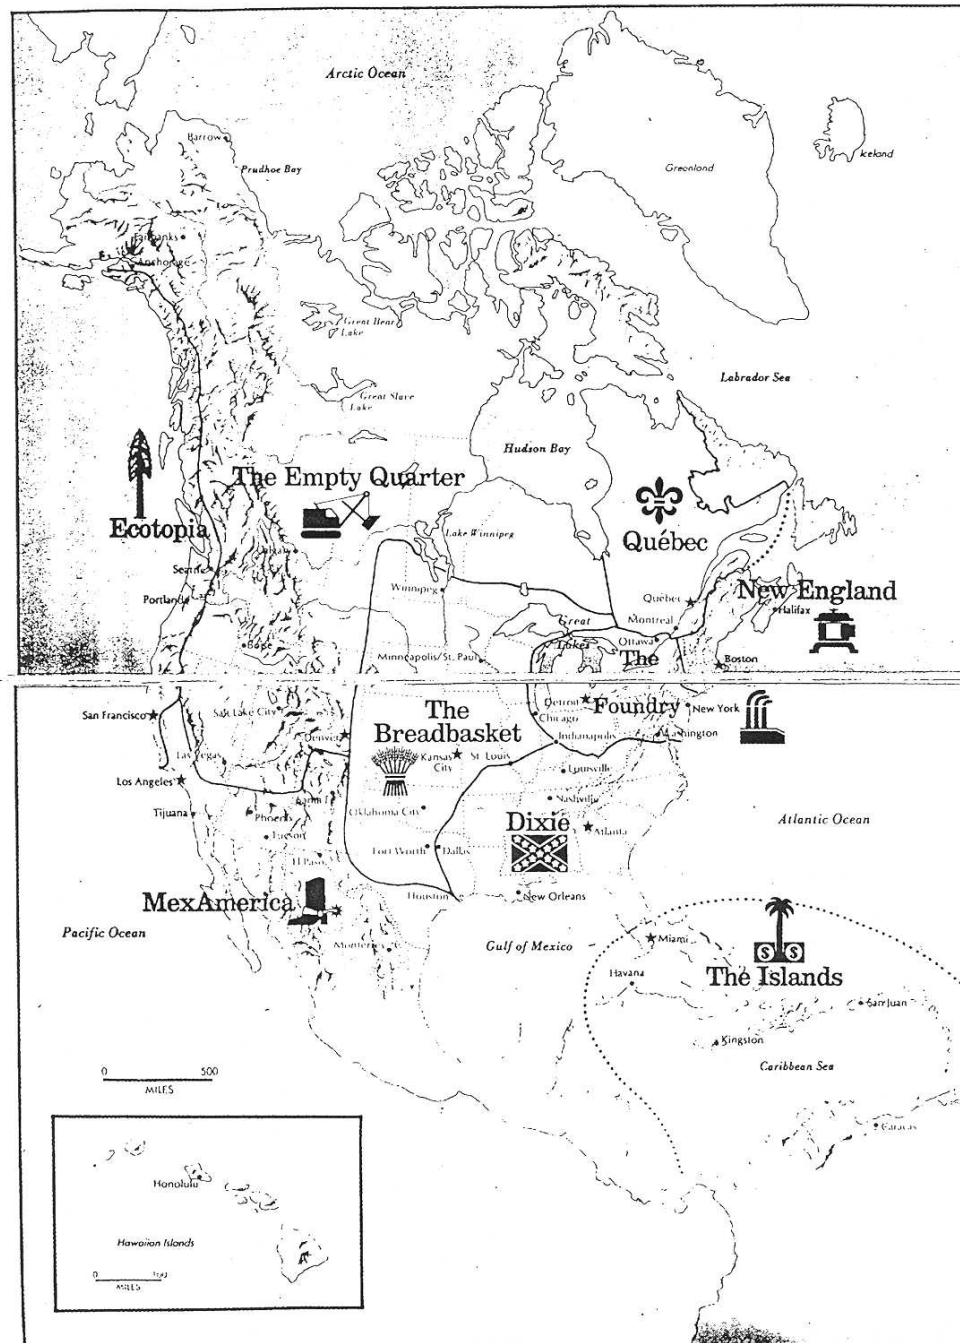 Arctic Ocean
Barrow
Prudhoe Bay
Greenland
Iceland
Fairbanks
Anchorage
Great Bear
Lake
Great Slave
Lake
Labrador Sea
Hudson Bay
The Empty Quarter
Ecotopia
Lake Winnipeg
Québec
Calgary
Seattle
Portland
Winnipeg
Québec
New England
Halifax
Montreal
Great
Lakes
Ottawa
The
Boise
Minneapolis/St. Paul
Boston
San Francisco
Salt Lake City
Denver
The
Breadbasket
Detroit
Foundry
New York
Chicago
Indianapolis
Washington
Las Vegas
Kansas
City
St Louis
Los Angeles
Louisville
Tijuana
Phoenix
Oklahoma City
Nashville
Tucson
Dixie
Atlanta
Atlantic Ocean
El Paso
Fort Worth
Dallas
MexAmerica
Houston
New Orleans
Pacific Ocean
Monterrey
Gulf of Mexico
Miami
Havana
The Islands
San Juan
Kingston
Caribbean Sea
0 500
MILES
Caracas
Honolulu
Hawaiian Islands
0 100
MILES